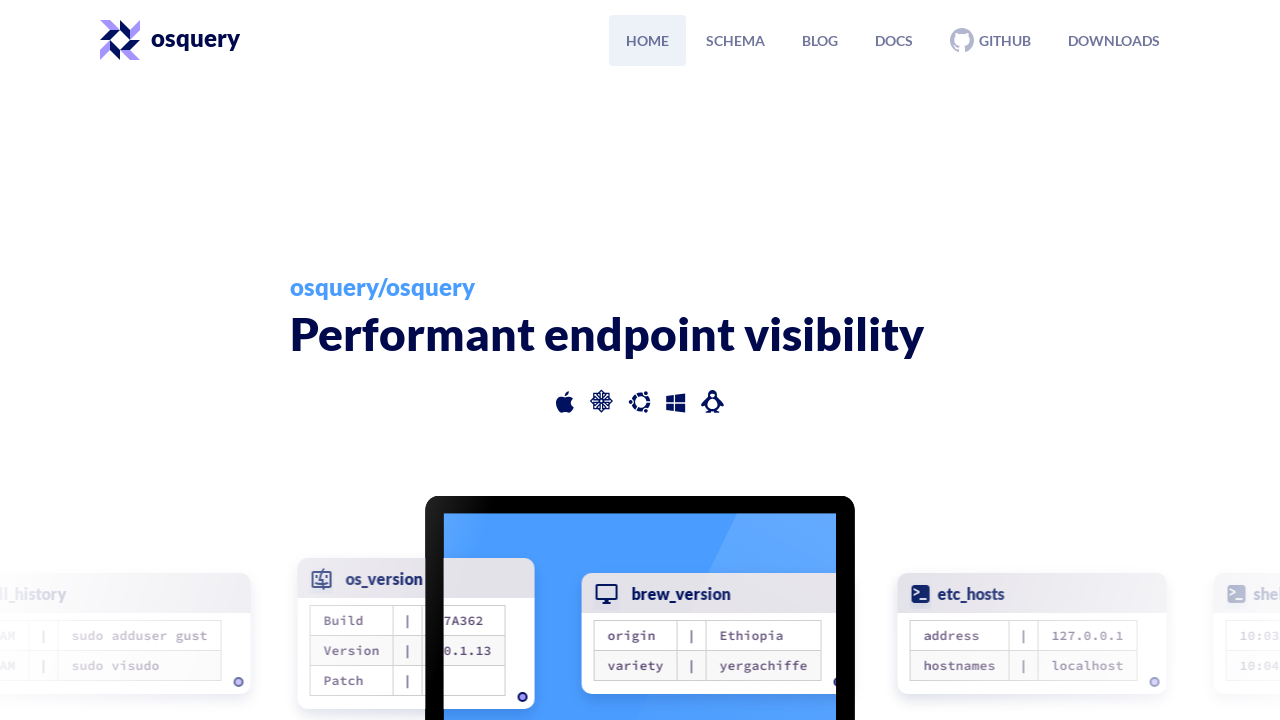 osquery
HOME
SCHEMA
BLOG
DOCS
GITHUB
DOWNLOADS
osquery/osquery
Performant endpoint visibility
ll_history
AM | sudo adduser gust
AM | sudo visudo
os_version
Build | 7A362
Version | 0.1.13
Patch |
brew_version
origin | Ethiopia
variety | yergachiffe
etc_hosts
address | 127.0.0.1
hostnames | localhost
shel
10:03
10:04